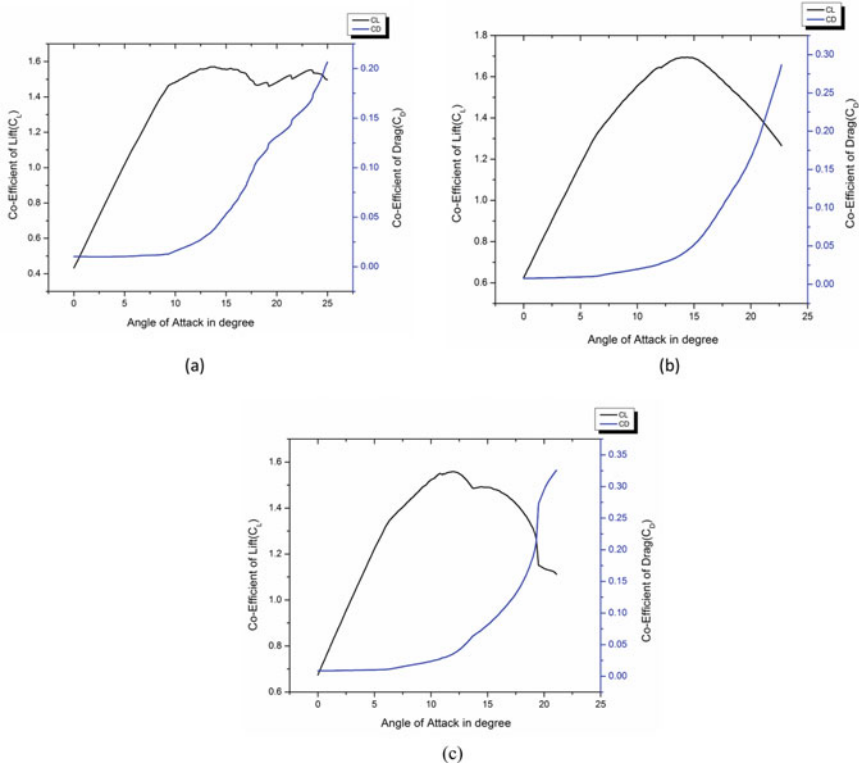 CL
CD
1.6
1.4
1.2
1.0
0.8
0.6
0.4
Co-Efficient of Lift(CL)
0.20
0.15
0.10
0.05
0.00
Co-Efficient of Drag(CD)
0 5 10 15 20 25
Angle of Attack in degree
(a)
CL
CD
1.8
1.6
1.4
1.2
1.0
0.8
0.6
Co-Efficient of Lift(CL)
0.30
0.25
0.20
0.15
0.10
0.05
0.00
Co-Efficient of Drag(CD)
0 5 10 15 20 25
Angle of Attack in degree
(b)
CL
CD
1.6
1.4
1.2
1.0
0.8
0.6
Co-Efficient of Lift(CL)
0.35
0.30
0.25
0.20
0.15
0.10
0.05
0.00
Co-Efficient of Drag(CD)
0 5 10 15 20 25
Angle of Attack in degree
(c)